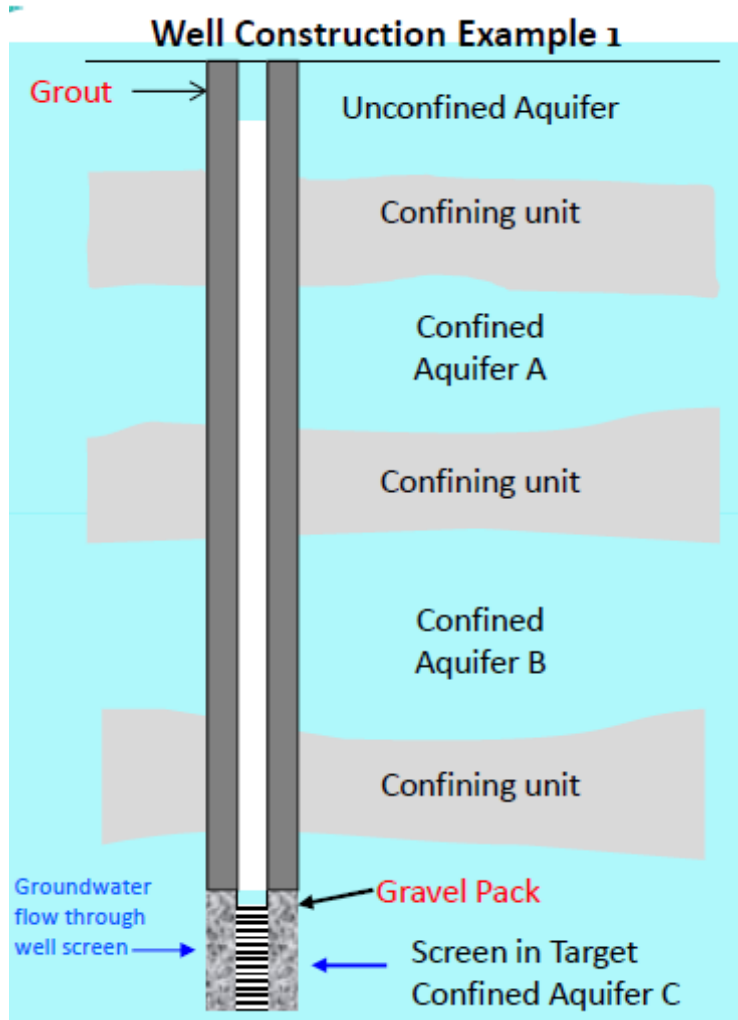 Well Construction Example 1
Grout
Unconfined Aquifer
Confining unit
Confined
Aquifer A
Confining unit
Confined
Aquifer B
Confining unit
Groundwater
flow through
well screen
Gravel Pack
Screen in Target
Confined Aquifer C